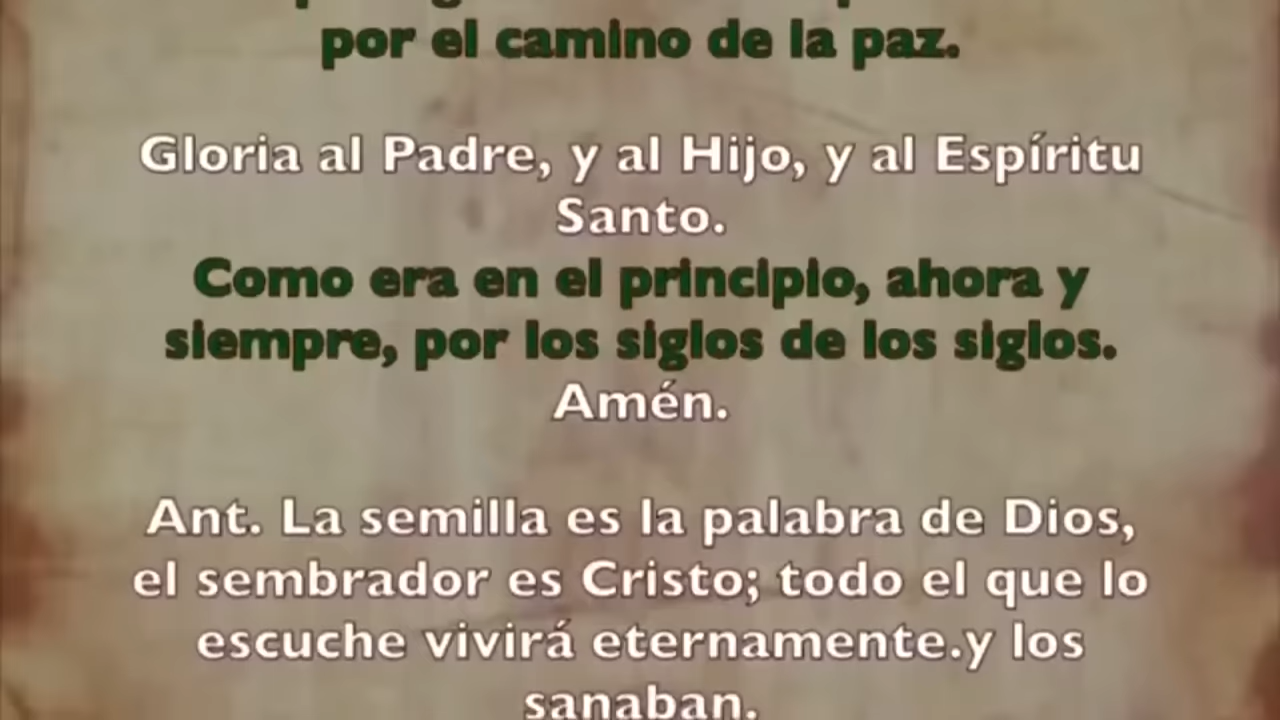 por el camino de la paz.
Gloria al Padre, y al Hijo, y al Espíritu
Santo.
Como era en el principio, ahora y
siempre, por los siglos de los siglos.
Amén.
Ant. La semilla es la palabra de Dios,
el sembrador es Cristo; todo el que lo
escuche vivirá eternamente.y los
sanaban.